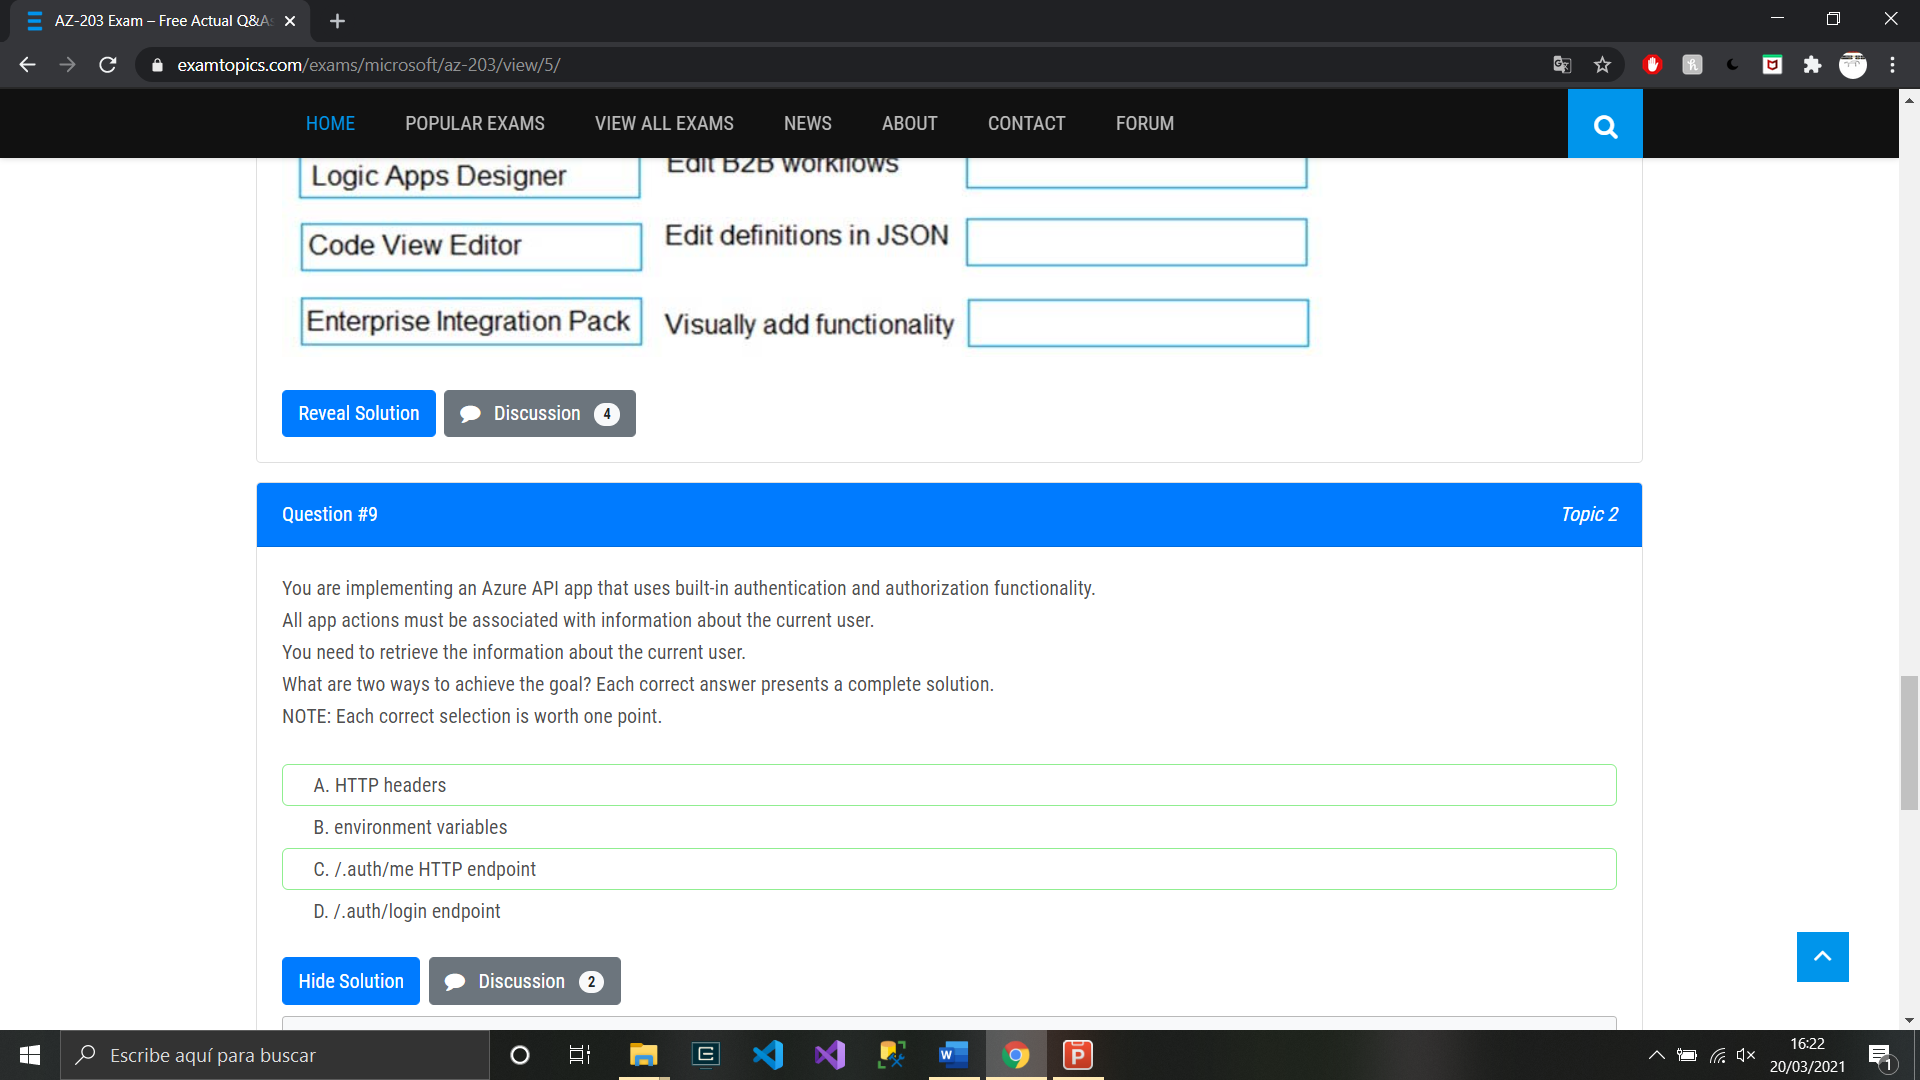 AZ-203 Exam – Free Actual Q&As
examtopics.com/exams/microsoft/az-203/view/5/
HOME
POPULAR EXAMS
VIEW ALL EXAMS
NEWS
ABOUT
CONTACT
FORUM
Logic Apps Designer
Edit B2B workflows
Code View Editor
Edit definitions in JSON
Enterprise Integration Pack
Visually add functionality
Reveal Solution
Discussion 4
Question #9
Topic 2
You are implementing an Azure API app that uses built-in authentication and authorization functionality.
All app actions must be associated with information about the current user.
You need to retrieve the information about the current user.
What are two ways to achieve the goal? Each correct answer presents a complete solution.
NOTE: Each correct selection is worth one point.
A. HTTP headers
B. environment variables
C. /.auth/me HTTP endpoint
D. /.auth/login endpoint
Hide Solution
Discussion 2
Escribe aquí para buscar
16:22
20/03/2021
1